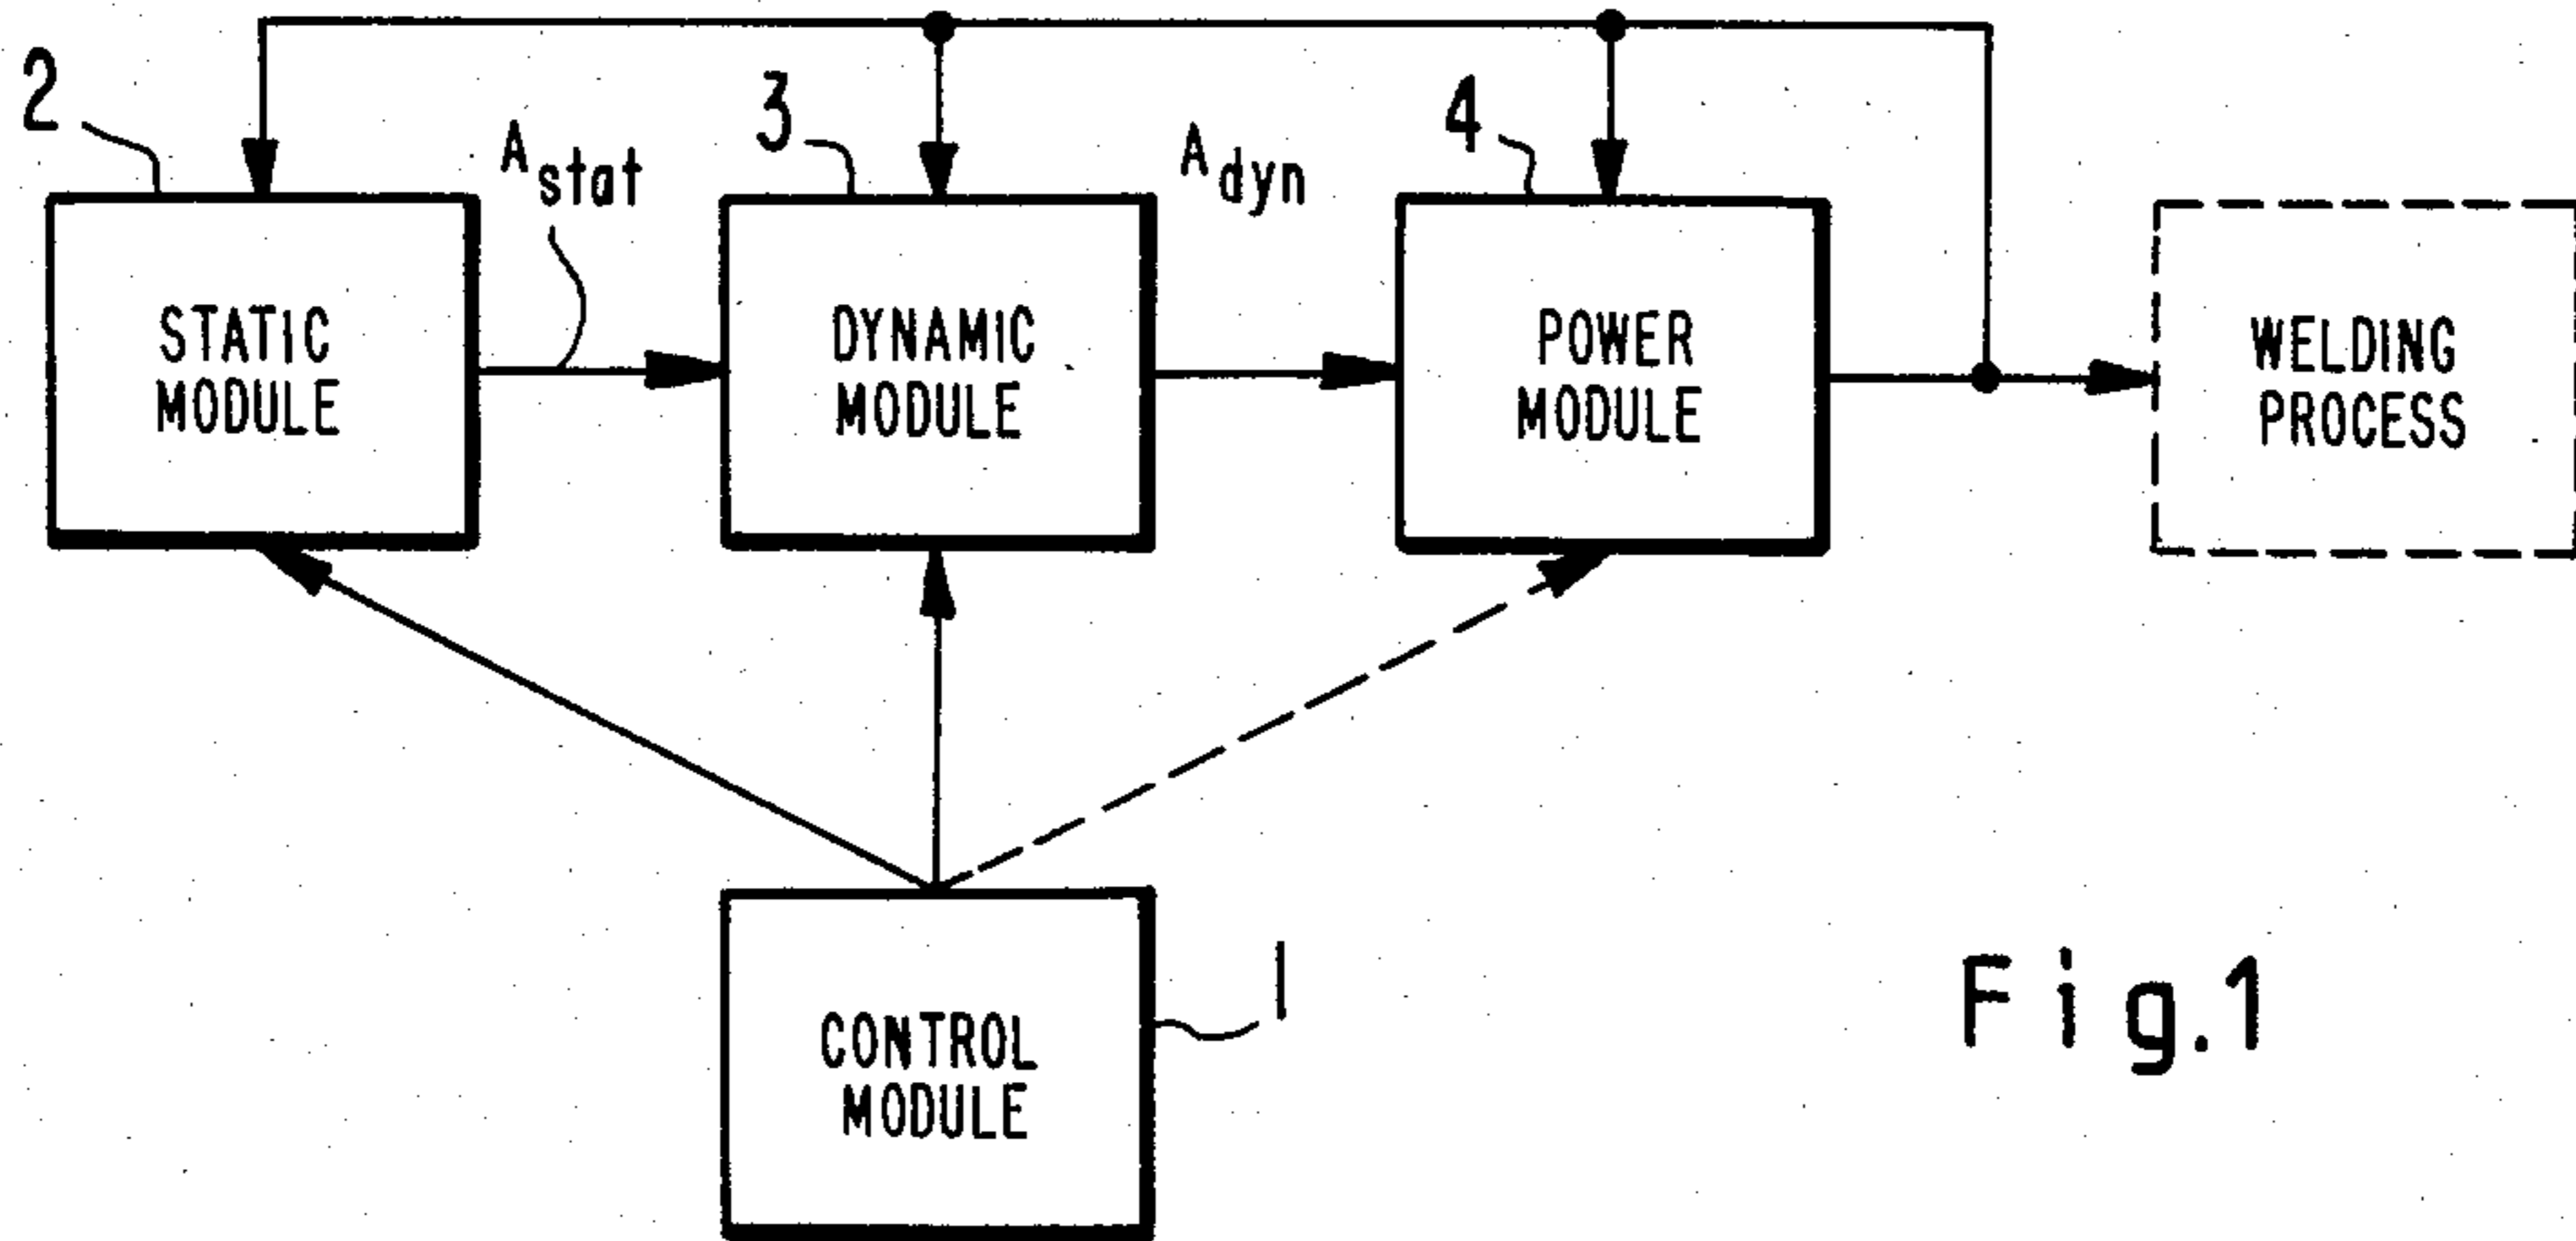 2
A stat
3
A dyn
4
STATIC
MODULE
DYNAMIC
MODULE
POWER
MODULE
WELDING
PROCESS
CONTROL
MODULE
1
Fig.1